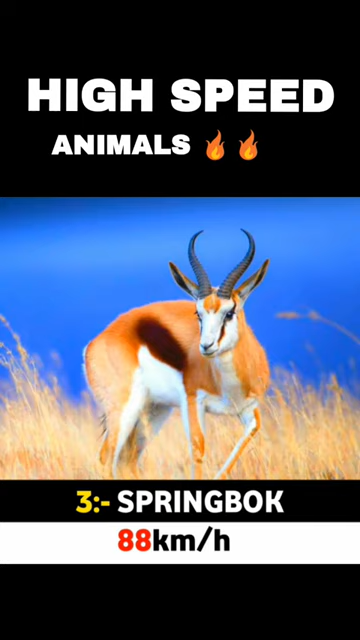 HIGH SPEED
ANIMALS 🔥🔥
3:- SPRINGBOK
88km/h